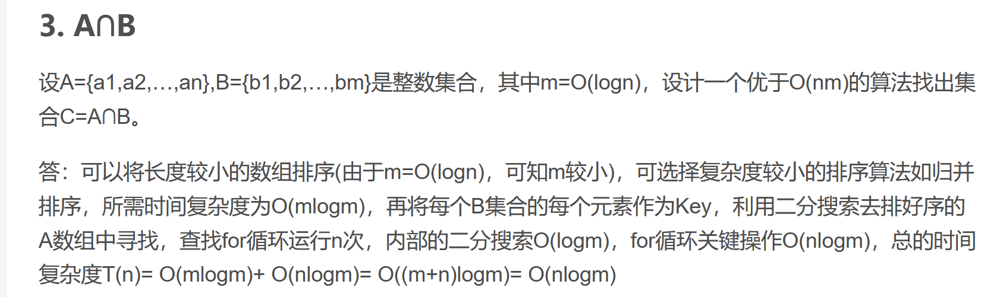 3. A∩B
设A={a1,a2,…,an},B={b1,b2,…,bm}是整数集合，其中m=O(logn)，设计一个优于O(nm)的算法找出集
合C=A∩B。
答：可以将长度较小的数组排序(由于m=O(logn)，可知m较小)，可选择复杂度较小的排序算法如归并
排序，所需时间复杂度为O(mlogm)，再将每个B集合的每个元素作为Key，利用二分搜索去排好序的
A数组中寻找，查找for循环运行n次，内部的二分搜索O(logm)，for循环关键操作O(nlogm)，总的时间
复杂度T(n)= O(mlogm)+ O(nlogm)= O((m+n)logm)= O(nlogm)